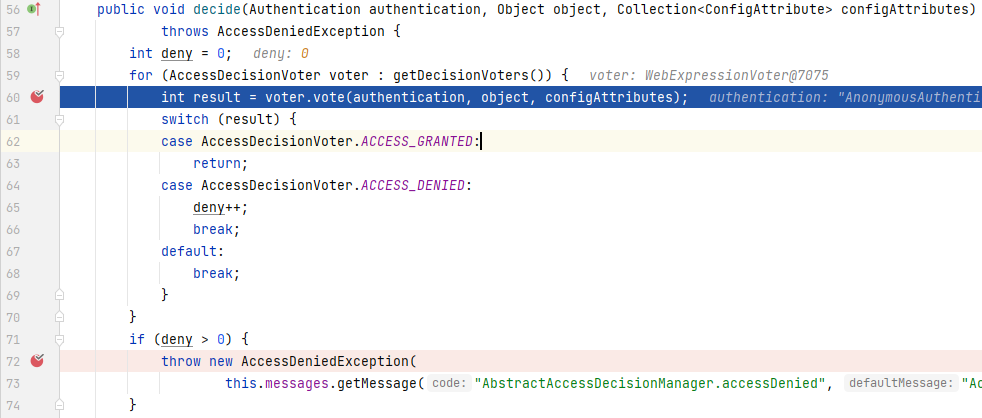 56 public void decide(Authentication authentication, Object object, Collection<ConfigAttribute> configAttributes)
57 throws AccessDeniedException {
58 int deny = 0; deny: 0
59 for (AccessDecisionVoter voter : getDecisionVoters()) { voter: WebExpressionVoter@7075
60 int result = voter.vote(authentication, object, configAttributes); authentication: "AnonymousAuthenti
61 switch (result) {
62 case AccessDecisionVoter.ACCESS_GRANTED:
63 return;
64 case AccessDecisionVoter.ACCESS_DENIED:
65 deny++;
66 break;
67 default:
68 break;
69 }
70 }
71 if (deny > 0) {
72 throw new AccessDeniedException(
73 this.messages.getMessage( code: "AbstractAccessDecisionManager.accessDenied", defaultMessage: "Ac
74 }